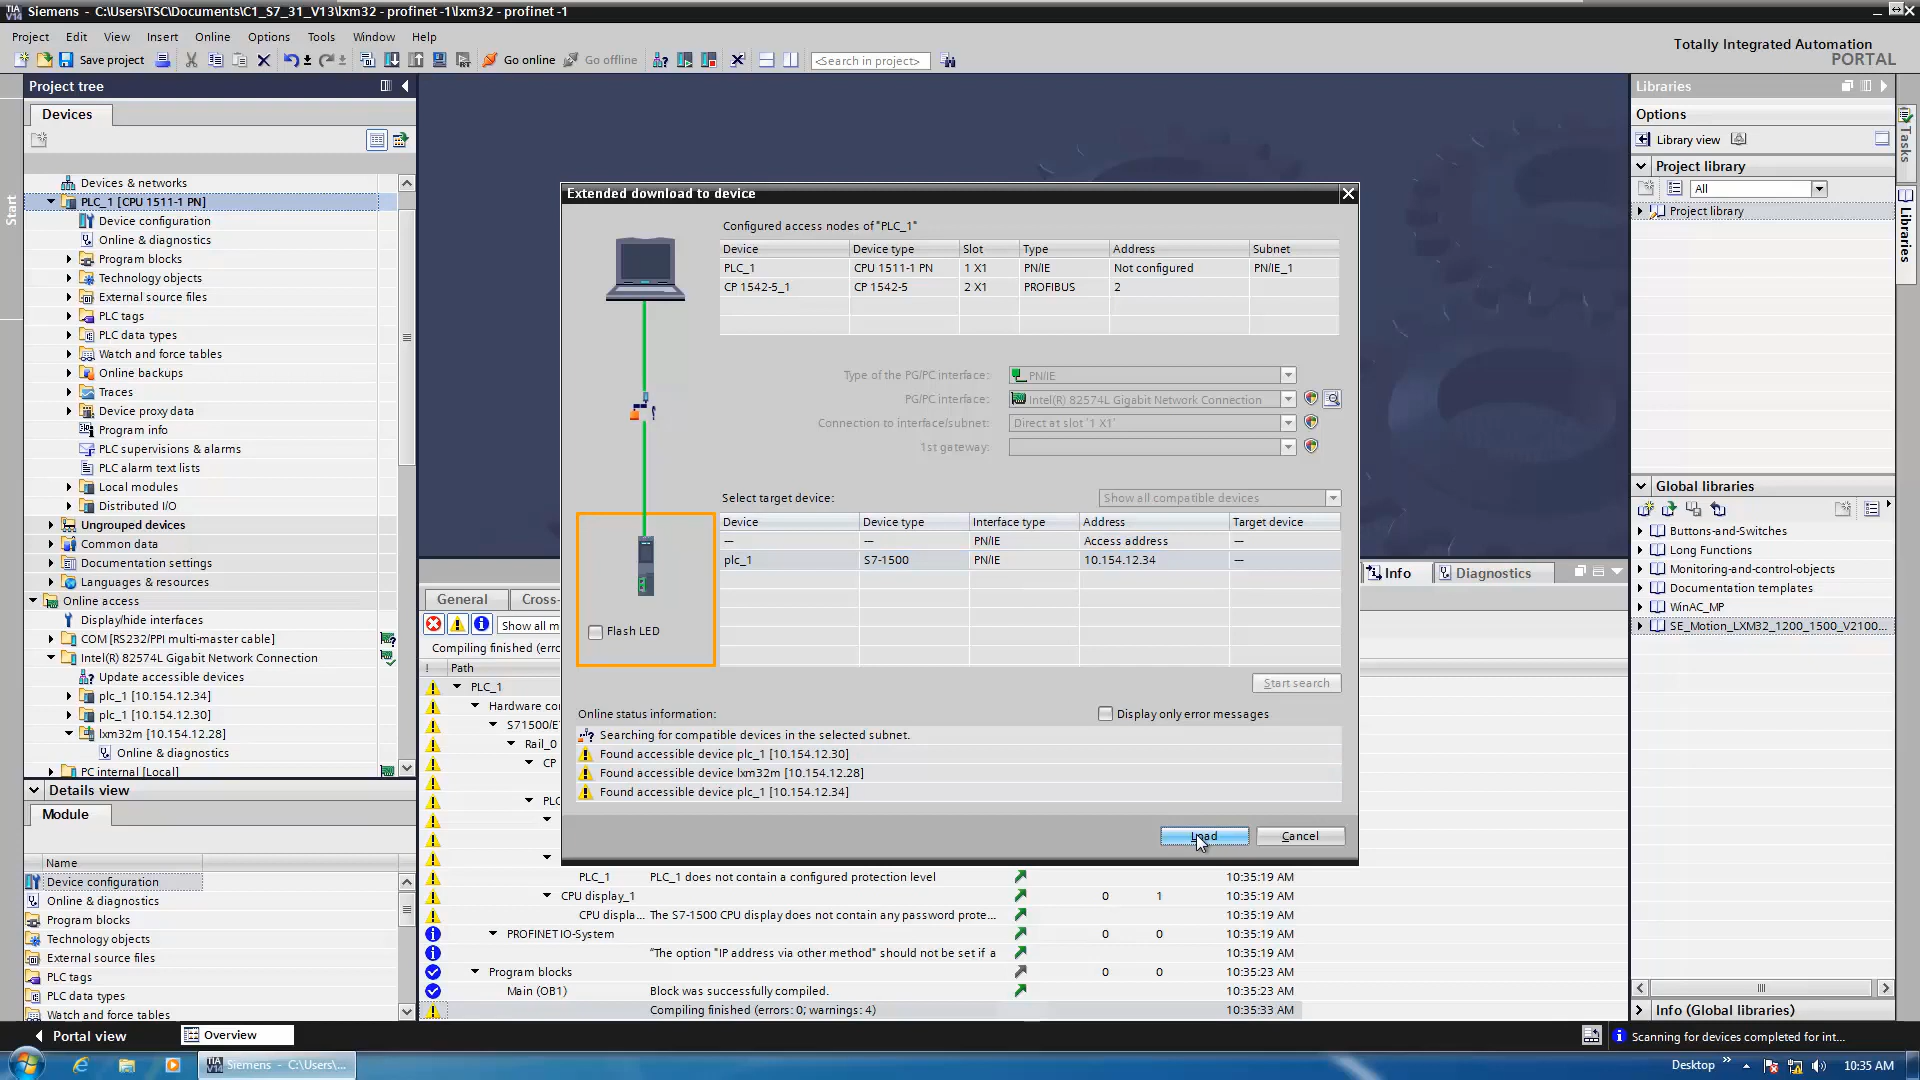 Siemens - C:\Users\TSC\Documents\C1_S7_31_V13\lxm32 - profinet -1\lxm32 - profinet -1
Project Edit View Insert Online Options Tools Window Help
Totally Integrated Automation
PORTAL
Save project
Go online
Go offline
<Search in project>
Project tree
Devices
Start
Devices & networks
PLC_1 [CPU 1511-1 PN]
Device configuration
Online & diagnostics
Program blocks
Technology objects
External source files
PLC tags
PLC data types
Watch and force tables
Online backups
Traces
Device proxy data
Program info
PLC supervisions & alarms
PLC alarm text lists
Local modules
Distributed I/O
Ungrouped devices
Common data
Documentation settings
Languages & resources
Online access
Display/hide interfaces
COM [RS232/PPI multi-master cable]
Intel(R) 82574L Gigabit Network Connection
Update accessible devices
plc_1 [10.154.12.34]
plc_1 [10.154.12.30]
lxm32m [10.154.12.28]
Online & diagnostics
PC internal [Local]
Details view
Module
Name
Device configuration
Online & diagnostics
Program blocks
Technology objects
External source files
PLC tags
PLC data types
Watch and force tables
Extended download to device
Configured access nodes of "PLC_1"
Device Device type Slot Type Address Subnet
PLC_1 CPU 1511-1 PN 1 X1 PN/IE Not configured PN/IE_1
CP 1542-5_1 CP 1542-5 2 X1 PROFIBUS 2
Type of the PG/PC interface: PN/IE
PG/PC interface: Intel(R) 82574L Gigabit Network Connection
Connection to interface/subnet: Direct at slot '1 X1'
1st gateway:
Select target device: Show all compatible devices
Device Device type Interface type Address Target device
— — PN/IE Access address —
plc_1 S7-1500 PN/IE 10.154.12.34 —
Flash LED
Start search
Online status information:
Display only error messages
Searching for compatible devices in the selected subnet.
Found accessible device plc_1 [10.154.12.30]
Found accessible device lxm32m [10.154.12.28]
Found accessible device plc_1 [10.154.12.34]
Load Cancel
Info Diagnostics
General Cross-
Show all m
Compiling finished (erro
! Path
PLC_1
Hardware cor
S71500/E
Rail_0
CP
PLC
PLC_1 PLC_1 does not contain a configured protection level 10:35:19 AM
CPU display_1 0 1 10:35:19 AM
CPU displa... The S7-1500 CPU display does not contain any password prote... 10:35:19 AM
PROFINET IO-System 0 0 10:35:19 AM
"The option "IP address via other method" should not be set if a 10:35:19 AM
Program blocks 0 0 10:35:23 AM
Main (OB1) Block was successfully compiled. 10:35:23 AM
Compiling finished (errors: 0; warnings: 4) 10:35:33 AM
Libraries
Options
Library view
Project library
All
Project library
Global libraries
Buttons-and-Switches
Long Functions
Monitoring-and-control-objects
Documentation templates
WinAC_MP
SE_Motion_LXM32_1200_1500_V2100...
Info (Global libraries)
Tasks
Libraries
Portal view Overview
Scanning for devices completed for int...
Siemens - C:\Users\...
Desktop
10:35 AM